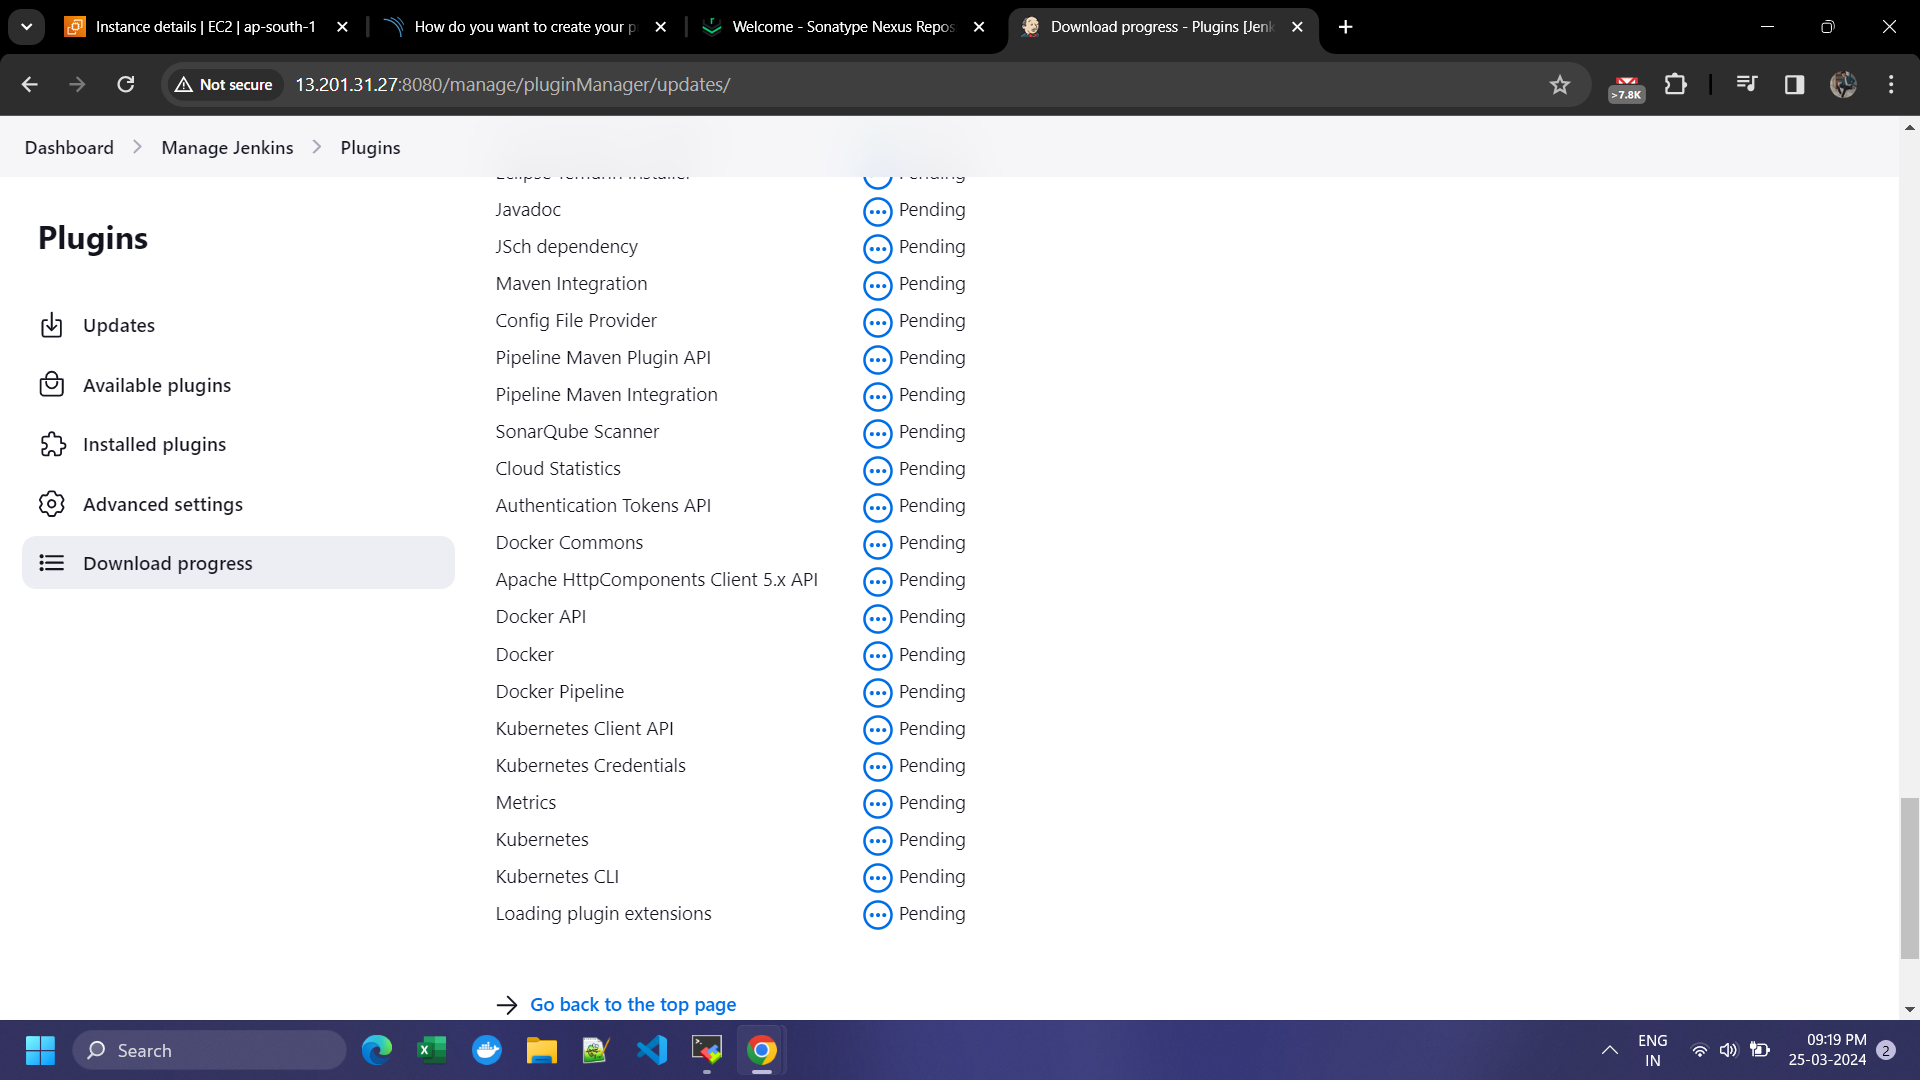 Instance details | EC2 | ap-south-1
How do you want to create your p
Welcome - Sonatype Nexus Repos
Download progress - Plugins [Jenk
Not secure
13.201.31.27:8080/manage/pluginManager/updates/
>7.8K
Dashboard > Manage Jenkins > Plugins
Plugins
Updates
Available plugins
Installed plugins
Advanced settings
Download progress
Eclipse Temurin installer Pending
Javadoc Pending
JSch dependency Pending
Maven Integration Pending
Config File Provider Pending
Pipeline Maven Plugin API Pending
Pipeline Maven Integration Pending
SonarQube Scanner Pending
Cloud Statistics Pending
Authentication Tokens API Pending
Docker Commons Pending
Apache HttpComponents Client 5.x API Pending
Docker API Pending
Docker Pending
Docker Pipeline Pending
Kubernetes Client API Pending
Kubernetes Credentials Pending
Metrics Pending
Kubernetes Pending
Kubernetes CLI Pending
Loading plugin extensions Pending
Go back to the top page
Search
ENG
IN
09:19 PM
25-03-2024
2